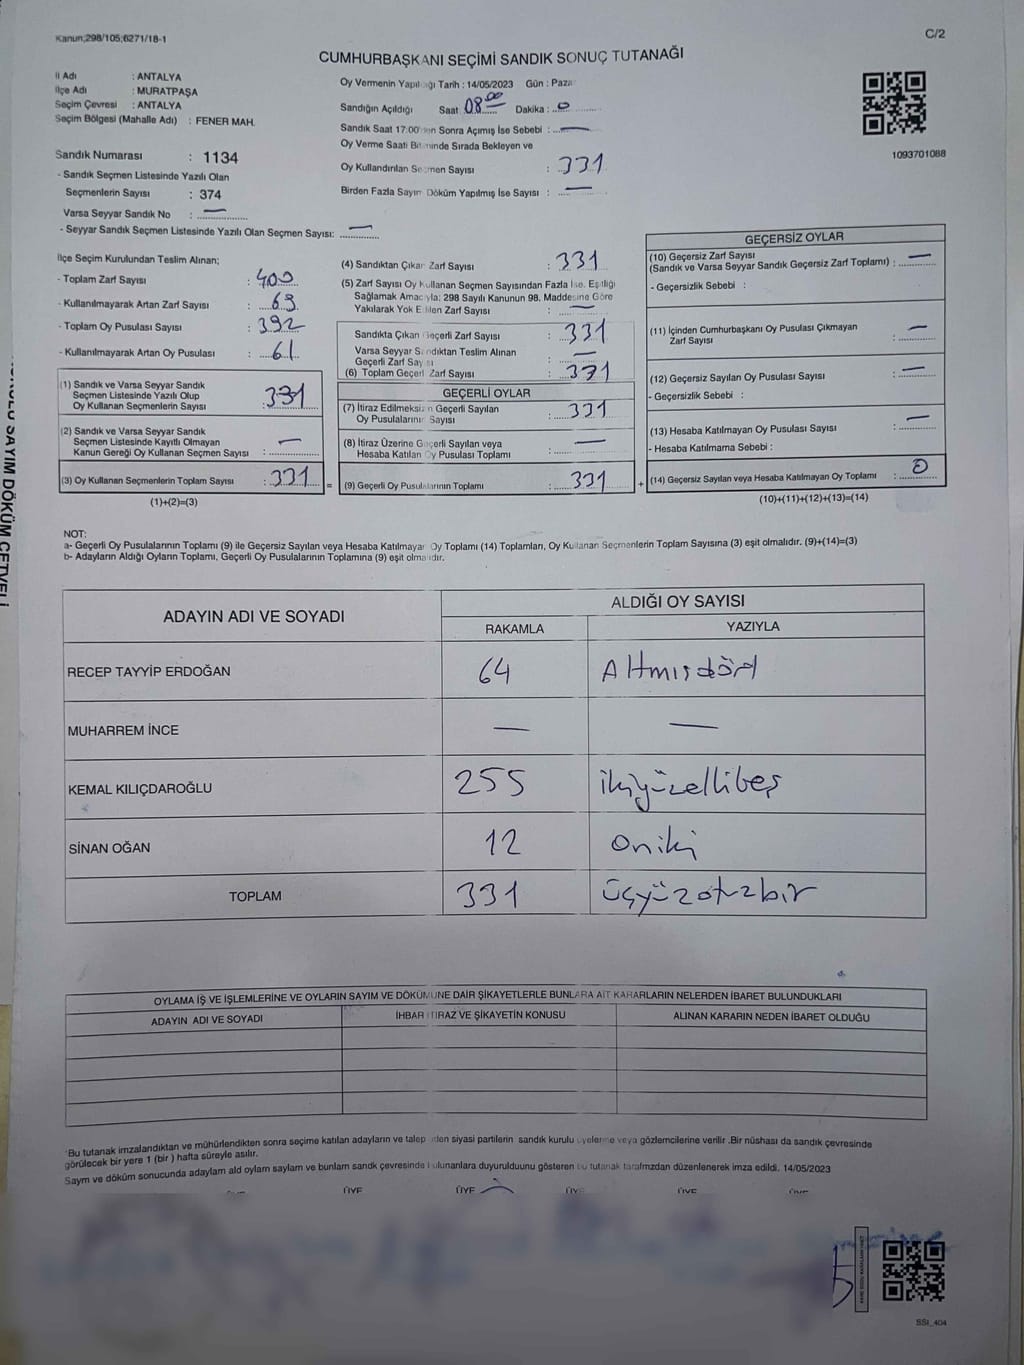 Kanun;298/105;6271/18-1
C/2
CUMHURBAŞKANI SEÇİMİ SANDIK SONUÇ TUTANAĞI
İl Adı : ANTALYA
İlçe Adı : MURATPAŞA
Seçim Çevresi : ANTALYA
Seçim Bölgesi (Mahalle Adı) : FENER MAH.
Sandık Numarası : 1134
- Sandık Seçmen Listesinde Yazılı Olan
Seçmenlerin Sayısı : 374
Varsa Seyyar Sandık No : —
- Seyyar Sandık Seçmen Listesinde Yazılı Olan Seçmen Sayısı: —
Oy Vermenin Yapıldığı Tarih : 14/05/2023 Gün : Pazar
Sandığın Açıldığı Saat 08 00 Dakika : 0
Sandık Saat 17:00'den Sonra Açımış İse Sebebi : —
Oy Verme Saati Bitiminde Sırada Bekleyen ve
Oy Kullandırılan Seçmen Sayısı : 331
Birden Fazla Sayım Döküm Yapılmış İse Sayısı : —
1093701088
İlçe Seçim Kurulundan Teslim Alınan;
- Toplam Zarf Sayısı : 400
- Kullanılmayarak Artan Zarf Sayısı : 69
- Toplam Oy Pusulası Sayısı : 392
- Kullanılmayarak Artan Oy Pusulası : 61
(1) Sandık ve Varsa Seyyar Sandık
Seçmen Listesinde Yazılı Olup
Oy Kullanan Seçmenlerin Sayısı : 331
(2) Sandık ve Varsa Seyyar Sandık
Seçmen Listesinde Kayıtlı Olmayan
Kanun Gereği Oy Kullanan Seçmen Sayısı : —
(3) Oy Kullanan Seçmenlerin Toplam Sayısı : 331
(1)+(2)=(3)
(4) Sandıktan Çıkan Zarf Sayısı : 331
(5) Zarf Sayısı Oy Kullanan Seçmen Sayısından Fazla İse, Eşitliği
Sağlamak Amacıyla; 298 Sayılı Kanunun 98. Maddesine Göre
Yakılarak Yok Edilen Zarf Sayısı : —
Sandıkta Çıkan Geçerli Zarf Sayısı : 331
Varsa Seyyar Sandıktan Teslim Alınan
Geçerli Zarf Sayısı : —
(6) Toplam Geçerli Zarf Sayısı : 331
GEÇERLİ OYLAR
(7) İtiraz Edilmeksizin Geçerli Sayılan
Oy Pusulalarının Sayısı : 331
(8) İtiraz Üzerine Geçerli Sayılan veya
Hesaba Katılan Oy Pusulası Toplamı : —
= (9) Geçerli Oy Pusulalarının Toplamı : 331
GEÇERSİZ OYLAR
(10) Geçersiz Zarf Sayısı
(Sandık ve Varsa Seyyar Sandık Geçersiz Zarf Toplamı) : —
- Geçersizlik Sebebi :
(11) İçinden Cumhurbaşkanı Oy Pusulası Çıkmayan
Zarf Sayısı : —
(12) Geçersiz Sayılan Oy Pusulası Sayısı : —
- Geçersizlik Sebebi :
(13) Hesaba Katılmayan Oy Pusulası Sayısı : —
- Hesaba Katılmama Sebebi :
+ (14) Geçersiz Sayılan veya Hesaba Katılmayan Oy Toplamı : 0
(10)+(11)+(12)+(13)=(14)
NOT:
a- Geçerli Oy Pusulalarının Toplamı (9) ile Geçersiz Sayılan veya Hesaba Katılmayan Oy Toplamı (14) Toplamları, Oy Kullanan Seçmenlerin Toplam Sayısına (3) eşit olmalıdır. (9)+(14)=(3)
b- Adayların Aldığı Oyların Toplamı, Geçerli Oy Pusulalarının Toplamına (9) eşit olmalıdır.
ADAYIN ADI VE SOYADI
ALDIĞI OY SAYISI
RAKAMLA YAZIYLA
RECEP TAYYİP ERDOĞAN 64 Altmışdört
MUHARREM İNCE — —
KEMAL KILIÇDAROĞLU 255 ikiyüzellibeş
SİNAN OĞAN 12 Oniki
TOPLAM 331 üçyüzotuzbir
OYLAMA İŞ VE İŞLEMLERİNE VE OYLARIN SAYIM VE DÖKÜMÜNE DAİR ŞİKAYETLERLE BUNLARA AİT KARARLARIN NELERDEN İBARET BULUNDUKLARI
ADAYIN ADI VE SOYADI İHBAR İTİRAZ VE ŞİKAYETİN KONUSU ALINAN KARARIN NEDEN İBARET OLDUĞU
Bu tutanak imzalandıktan ve mühürlendikten sonra seçime katılan adayların ve talep eden siyasi partilerin sandık kurulu üyelerine veya gözlemcilerine verilir .Bir nüshası da sandık çevresinde
görülecek bir yere 1 (bir ) hafta süreyle asılır.
Saym ve döküm sonucunda adaylam ald oylam saylam ve bunlam sandk çevresinde bulunanlara duyurulduunu gösteren bu tutanak tarafmzdan düzenlenerek imza edildi. 14/05/2023
ÜYE ÜYE ÜYE ÜYE
SSI_404
SAYIM DÖKÜM CETVELİ